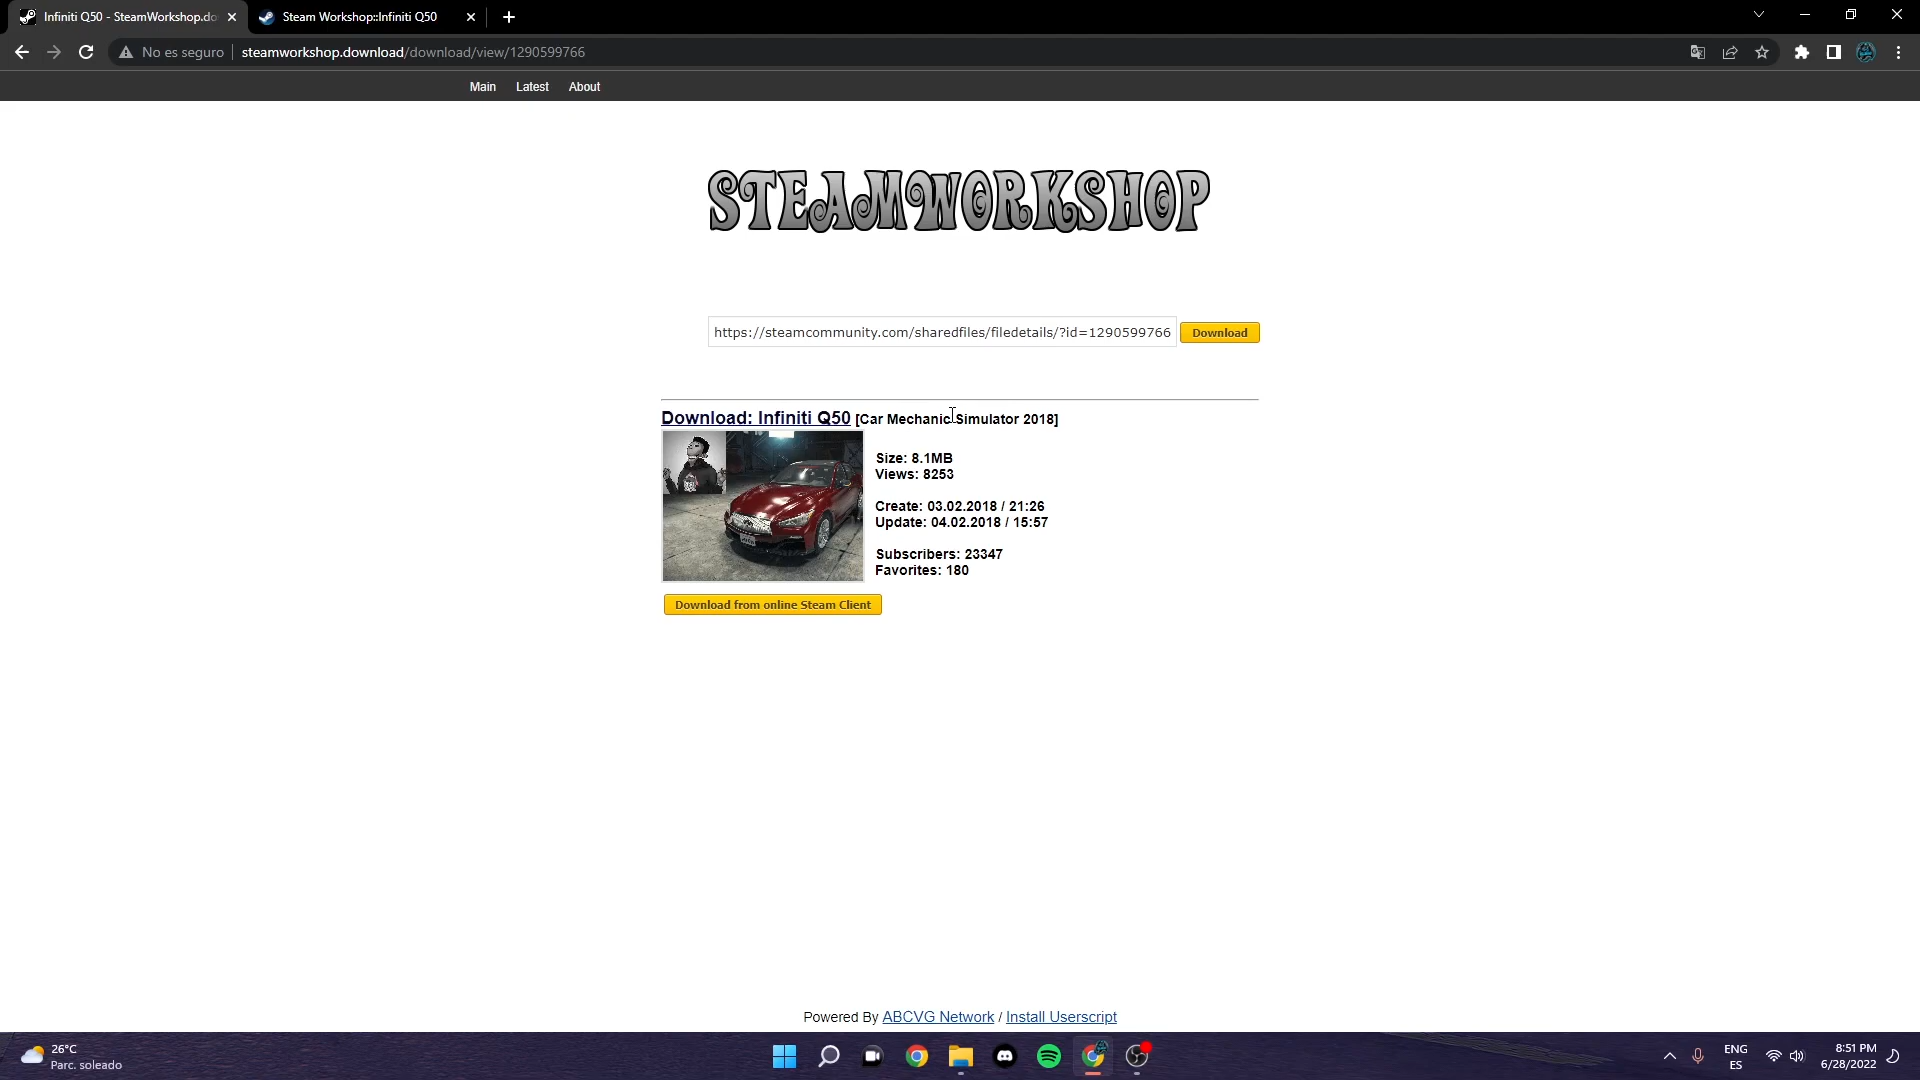 Infiniti Q50 - SteamWorkshop.do
Steam Workshop::Infiniti Q50
No es seguro
steamworkshop.download/download/view/1290599766
Main
Latest
About
STEAMWORKSHOP
https://steamcommunity.com/sharedfiles/filedetails/?id=1290599766
Download
Download: Infiniti Q50 [Car Mechanic Simulator 2018]
Size: 8.1MB
Views: 8253
Create: 03.02.2018 / 21:26
Update: 04.02.2018 / 15:57
Subscribers: 23347
Favorites: 180
Download from online Steam Client
Powered By ABCVG Network / Install Userscript
26°C
Parc. soleado
ENG
ES
8:51 PM
6/28/2022